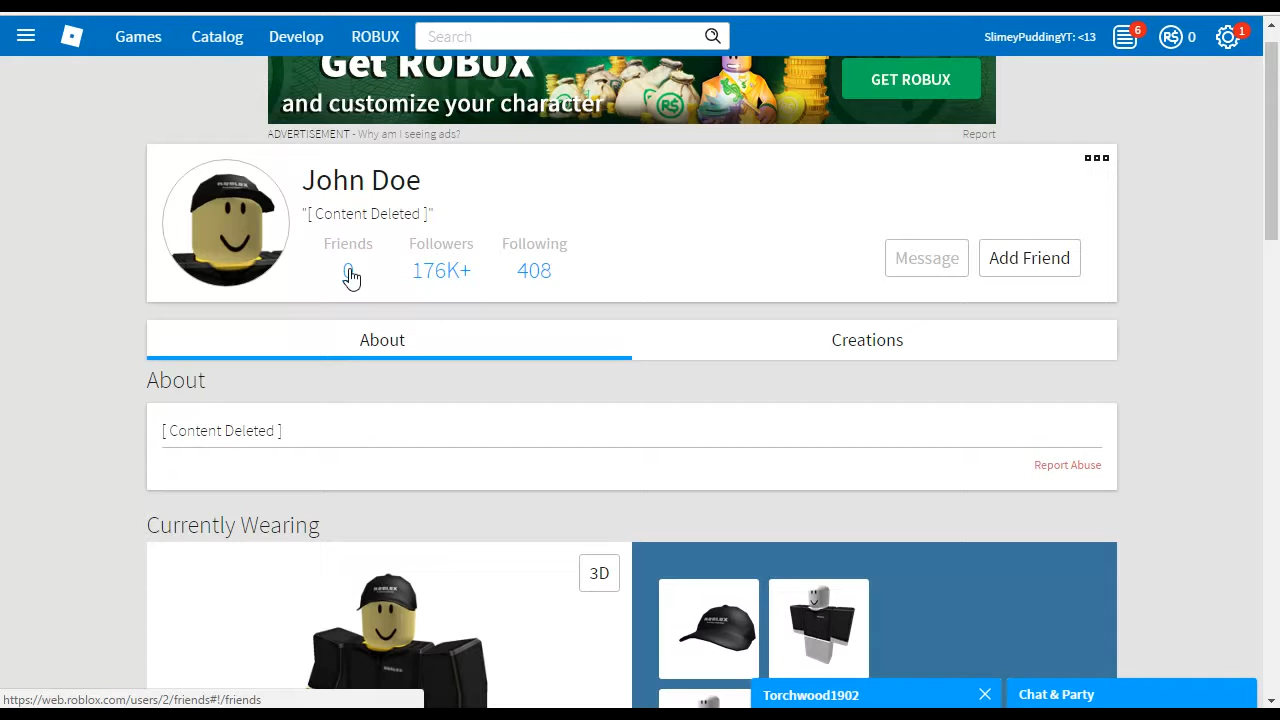 Games Catalog Develop ROBUX Search SlimeyPuddingYT: <13 6 R$ 0 1
Get ROBUX
and customize your character
GET ROBUX
ADVERTISEMENT - Why am I seeing ads? Report
John Doe
"[ Content Deleted ]"
Friends Followers Following
0 176K+ 408
Message Add Friend
About Creations
About
[ Content Deleted ]
Report Abuse
Currently Wearing
3D
ROBLOX
ROBLOX
Torchwood1902 Chat & Party
https://web.roblox.com/users/2/friends#!/friends